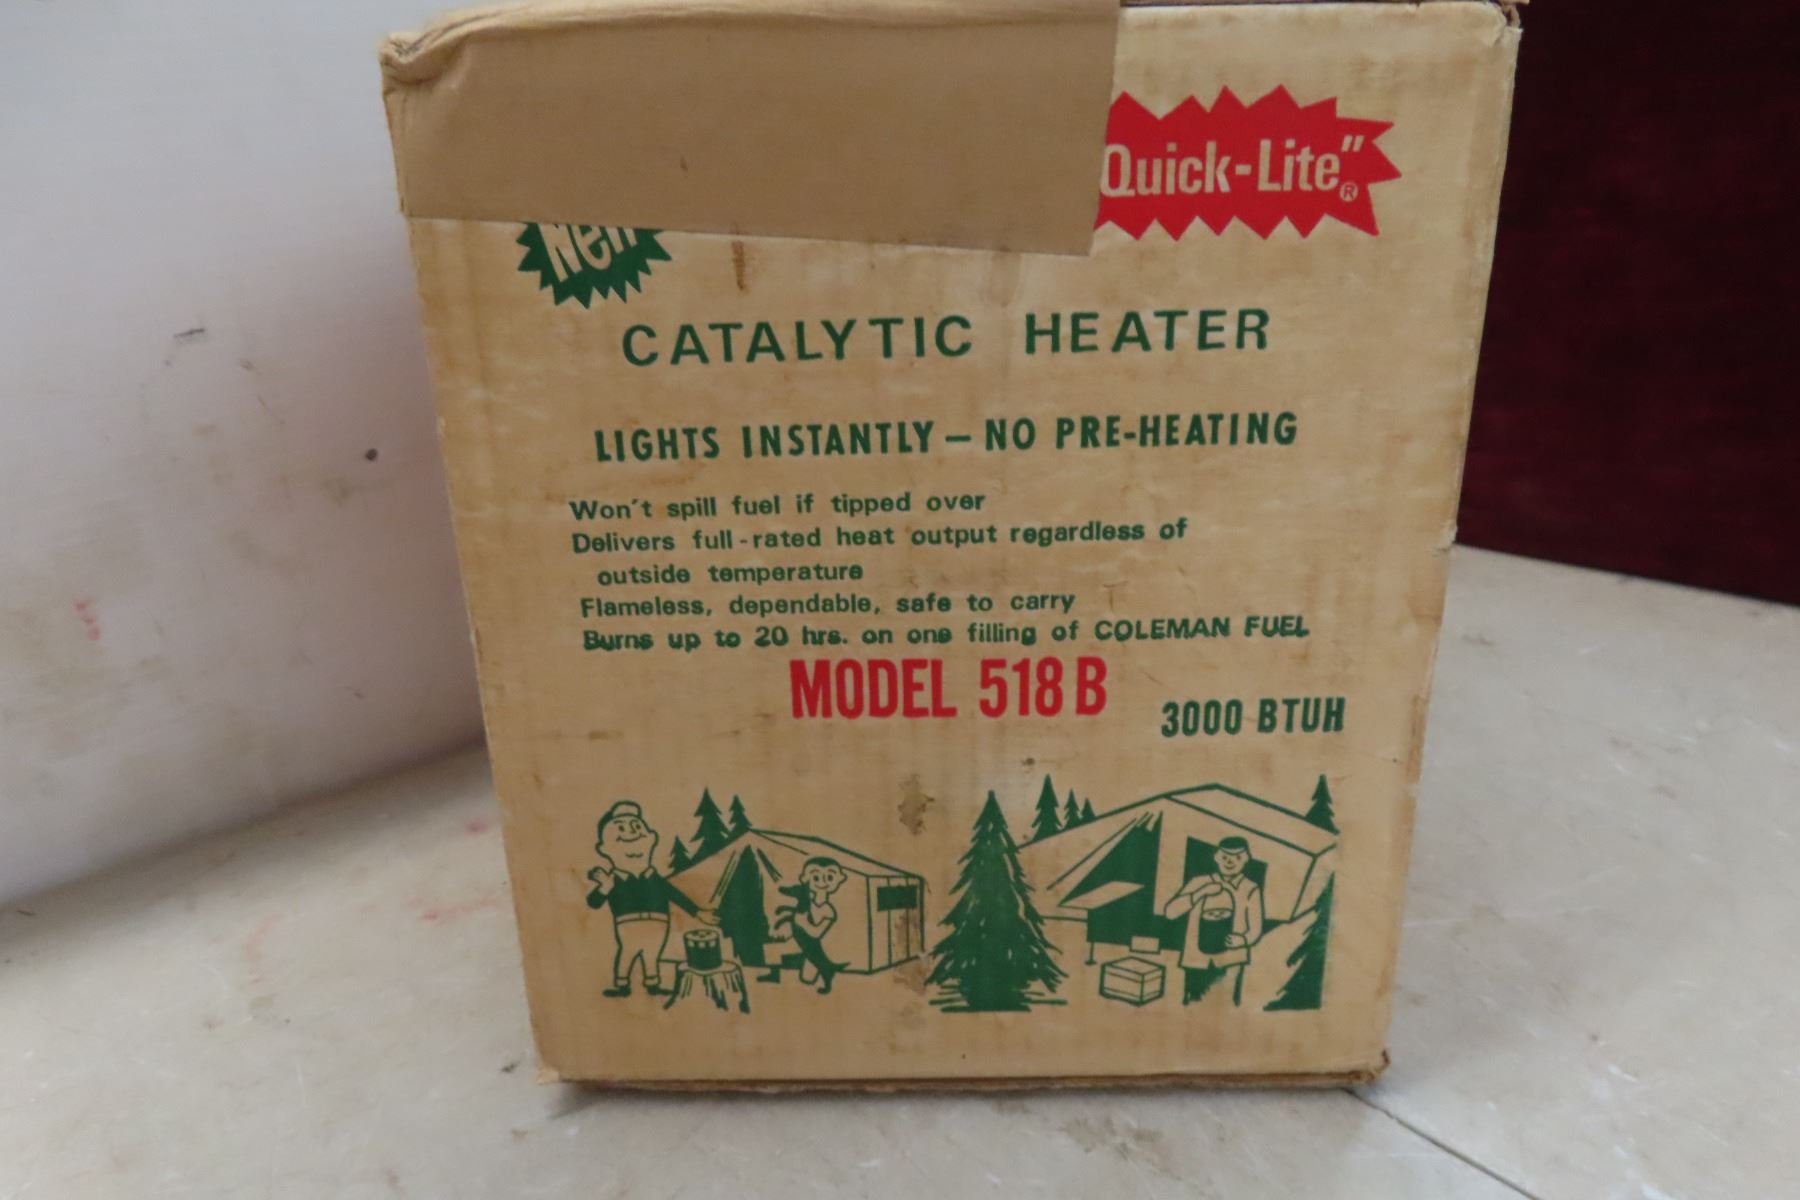 Quick-Lite"®
New
CATALYTIC HEATER
LIGHTS INSTANTLY – NO PRE-HEATING
Won't spill fuel if tipped over
Delivers full-rated heat output regardless of
outside temperature
Flameless, dependable, safe to carry
Burns up to 20 hrs. on one filling of COLEMAN FUEL
MODEL 518 B
3000 BTUH